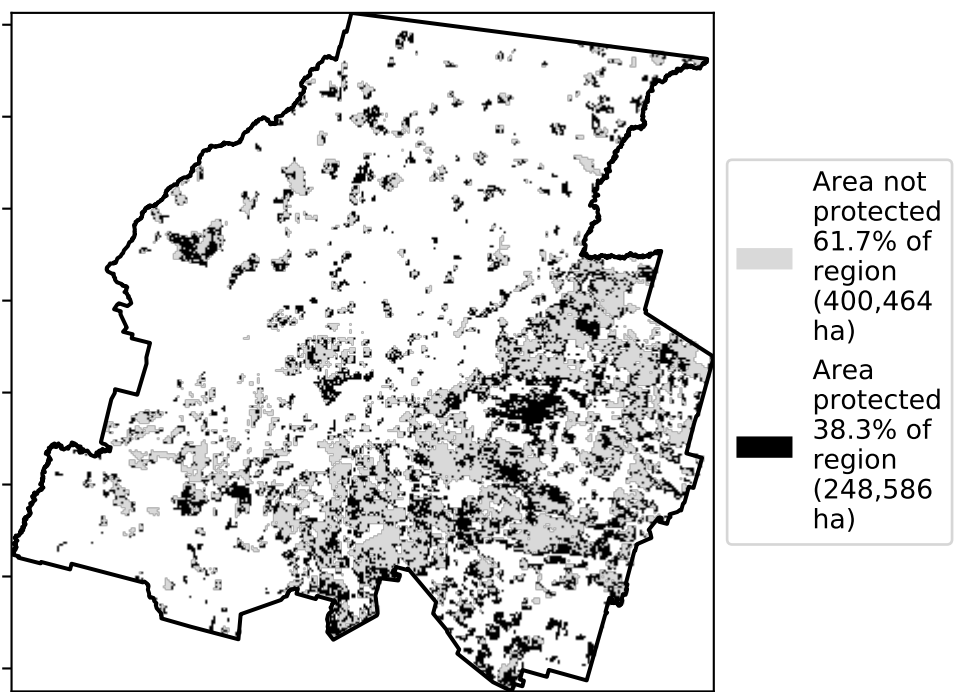 Area not
protected
61.7% of
region
(400,464
ha)
Area
protected
38.3% of
region
(248,586
ha)